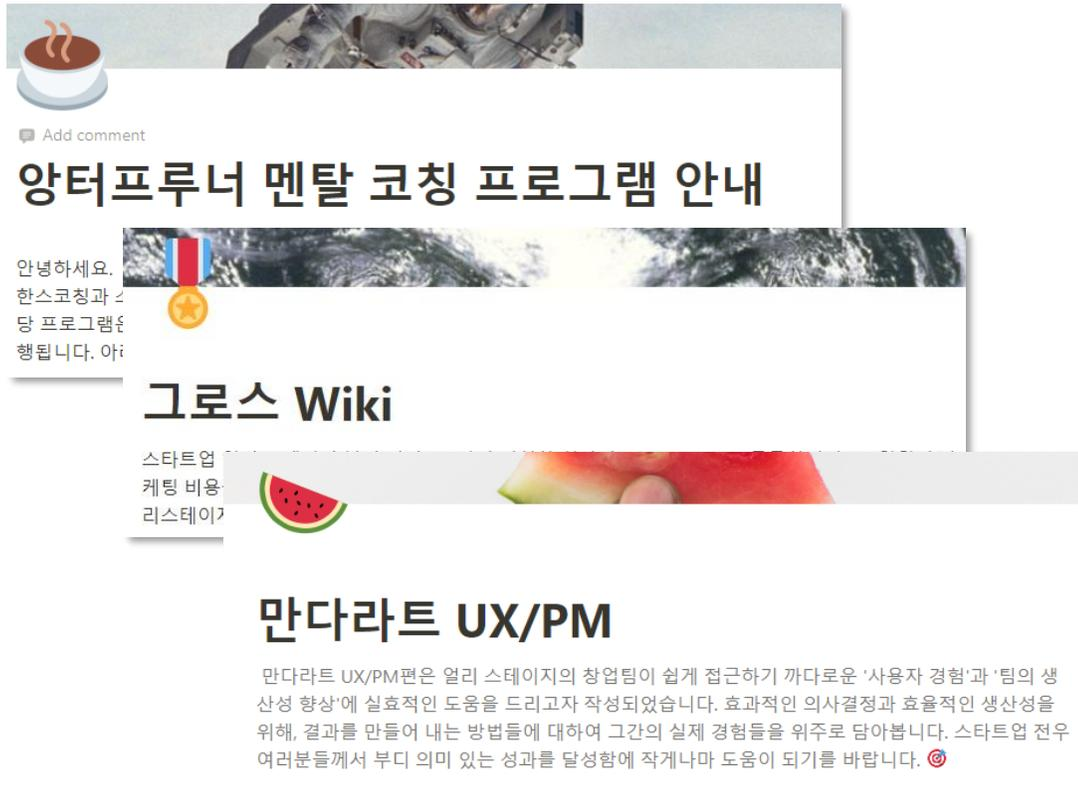 Add comment
앙터프루너 멘탈 코칭 프로그램 안내
안녕하세요.
한스코칭과
당 프로그램은
행됩니다.
그로스 Wiki
스타트업
케팅 비용
리스테이지
만다라트 UX/PM
만다라트 UX/PM편은 얼리 스테이지의 창업팀이 쉽게 접근하기 까다로운 '사용자 경험'과 '팀의 생
산성 향상'에 실효적인 도움을 드리고자 작성되었습니다. 효과적인 의사결정과 효율적인 생산성을
위해, 결과를 만들어 내는 방법들에 대하여 그간의 실제 경험들을 위주로 담아봅니다. 스타트업 전우
여러분들께서 부디 의미 있는 성과를 달성함에 작게나마 도움이 되기를 바랍니다.